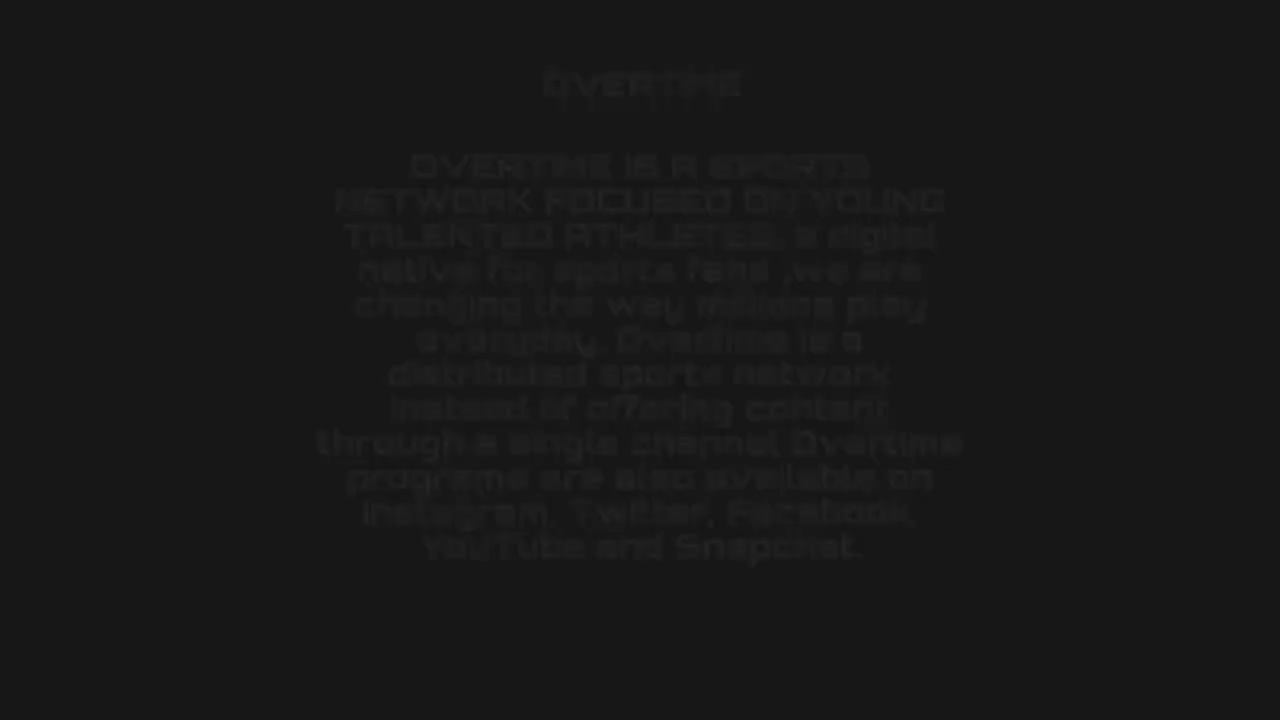 OVERTIME
OVERTIME IS A SPORTS
NETWORK FOCUSED ON YOUNG
TALENTED ATHLETES, a digital
native for sports fans ,we are
changing the way millions play
everyday. Overtime is a
distributed sports network
instead of offering content
through a single channel Overtime
programs are also available on
Instagram, Twitter, Facebook,
YouTube and Snapchat.